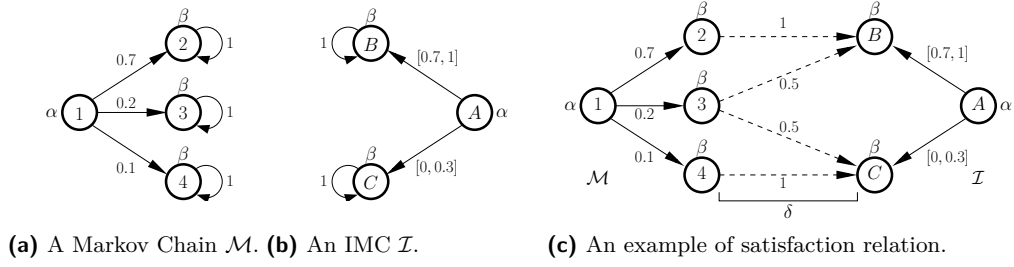 β
2
1
0.7
α
1
0.2
β
3
1
0.1
β
4
1
β
B
1
[0.7, 1]
A
α
[0, 0.3]
β
C
1
β
2
1
β
B
0.7
[0.7, 1]
α
1
0.2
β
3
0.5
0.5
A
α
0.1
[0, 0.3]
M
β
4
1
β
C
I
δ
(a) A Markov Chain M. (b) An IMC I.
(c) An example of satisfaction relation.